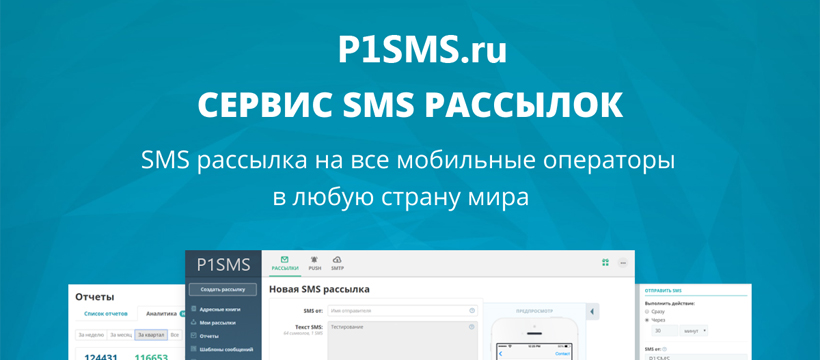 P1SMS.ru
СЕРВИС SMS РАССЫЛОК
SMS рассылка на все мобильные операторы
в любую страну мира
P1SMS
РАССЫЛКИ PUSH SMTP
Создать рассылку
Адресные книги
Мои рассылки
Отчеты
Шаблоны сообщений
Новая SMS рассылка
SMS от: Имя отправителя
Текст SMS: Тестирование
ПРЕДПРОСМОТР
Contact
Отчеты
Список отчетов Аналитика
За неделю За месяц За квартал Все
124431 116653
ОТПРАВИТЬ SMS
Выполнить действие:
Сразу
Через
30 минут
SMS от:
P1SMS